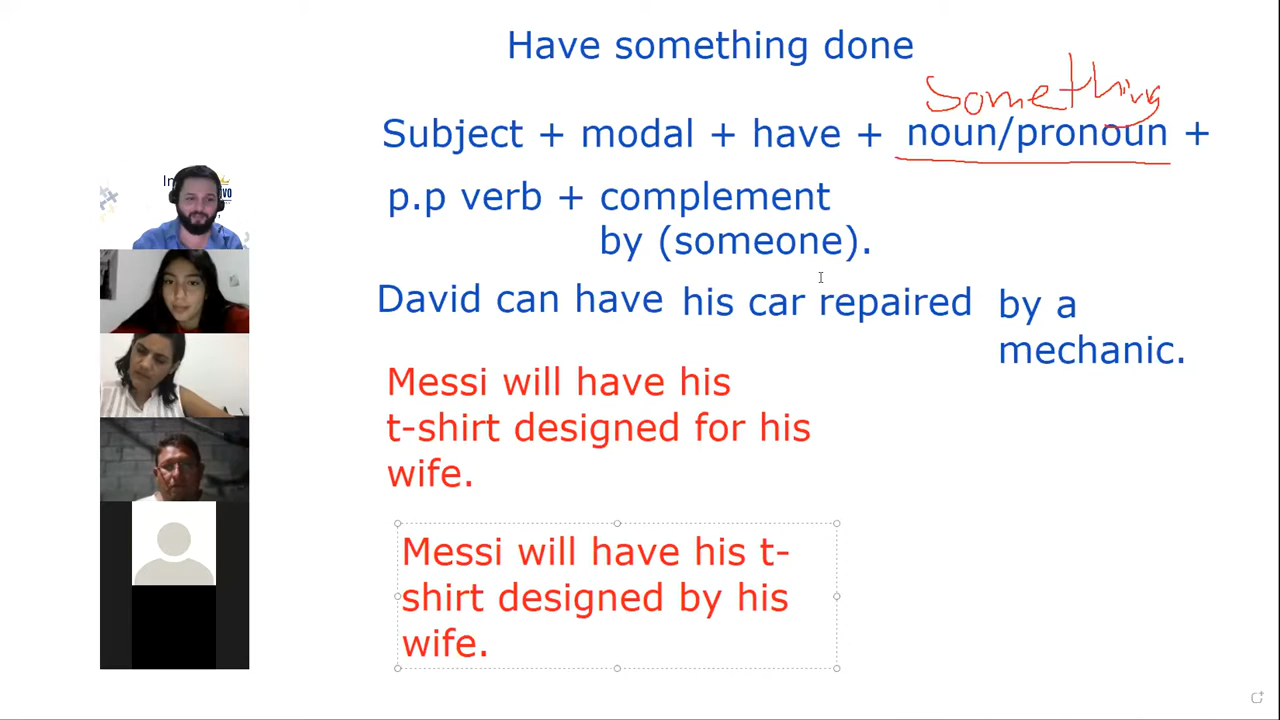 Have something done
something
Subject + modal + have + noun/pronoun +
p.p verb + complement
by (someone).
David can have his car repaired by a
mechanic.
Messi will have his
t-shirt designed for his
wife.
Messi will have his t-
shirt designed by his
wife.